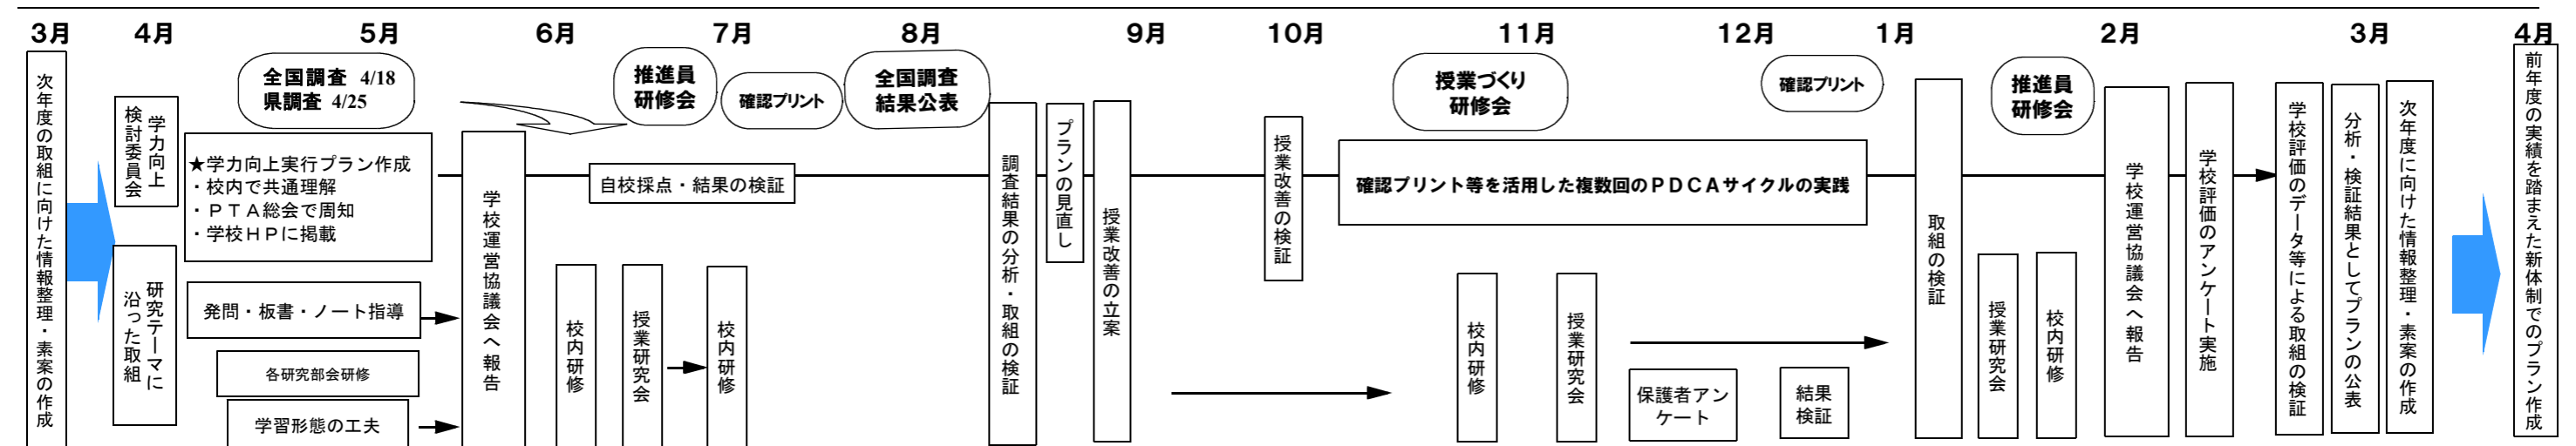 3月
4月
5月
6月
7月
8月
9月
10月
11月
12月
1月
2月
3月
4月
次年度の取組に向けた情報整理・素案の作成
学力向上
検討委員会
研究テーマに
沿った取組
全国調査 4/18
県調査 4/25
★学力向上実行プラン作成
・校内で共通理解
・ＰＴＡ総会で周知
・学校ＨＰに掲載
発問・板書・ノート指導
各研究部会研修
学習形態の工夫
学校運営協議会へ報告
推進員
研修会
確認プリント
自校採点・結果の検証
校内研修
授業研究会
校内研修
全国調査
結果公表
調査結果の分析・取組の検証
プランの見直し
授業改善の立案
授業改善の検証
授業づくり
研修会
確認プリント
確認プリント等を活用した複数回のＰＤＣＡサイクルの実践
校内研修
授業研究会
保護者アン
ケート
結果
検証
取組の検証
推進員
研修会
授業研究会
校内研修
学校運営協議会へ報告
学校評価のアンケート実施
学校評価のデータ等による取組の検証
分析・検証結果としてプランの公表
次年度に向けた情報整理・素案の作成
前年度の実績を踏まえた新体制でのプラン作成